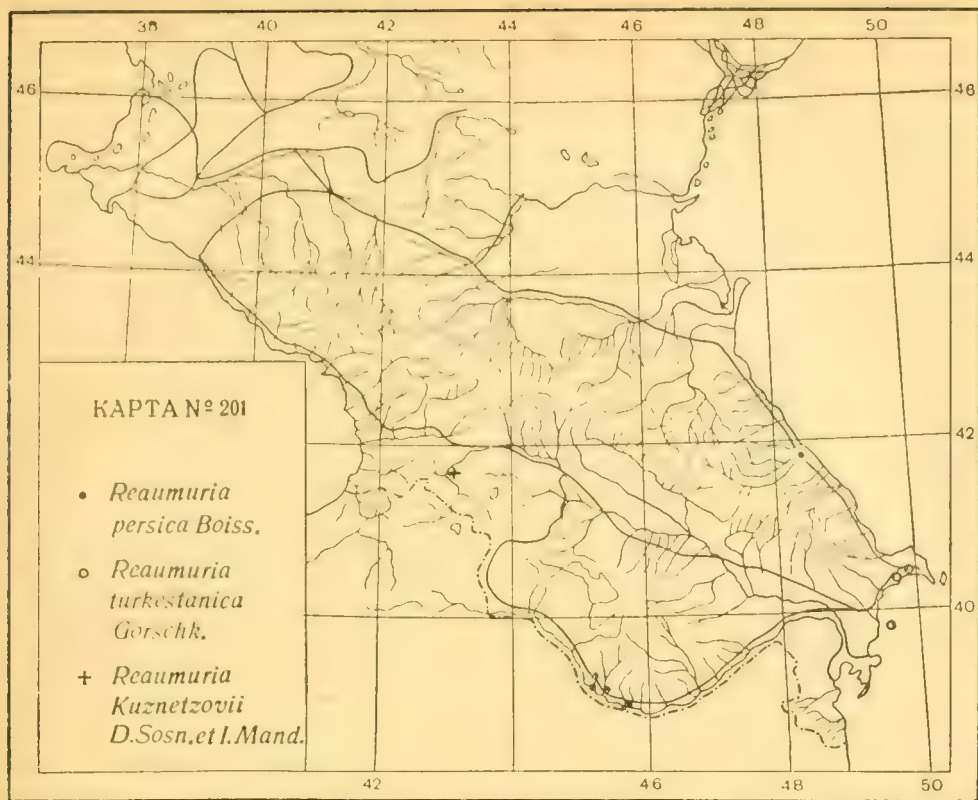 38 40 42 44 46 48 50
46 46
44 44
42 42
40 40
КАРТА № 201
Reaumuria
persica Boiss.
Reaumuria
turkestanica
Gorschk.
Reaumuria
Kuznetzovii
D.Sosn.et I.Mand.
42 44 46 48 50